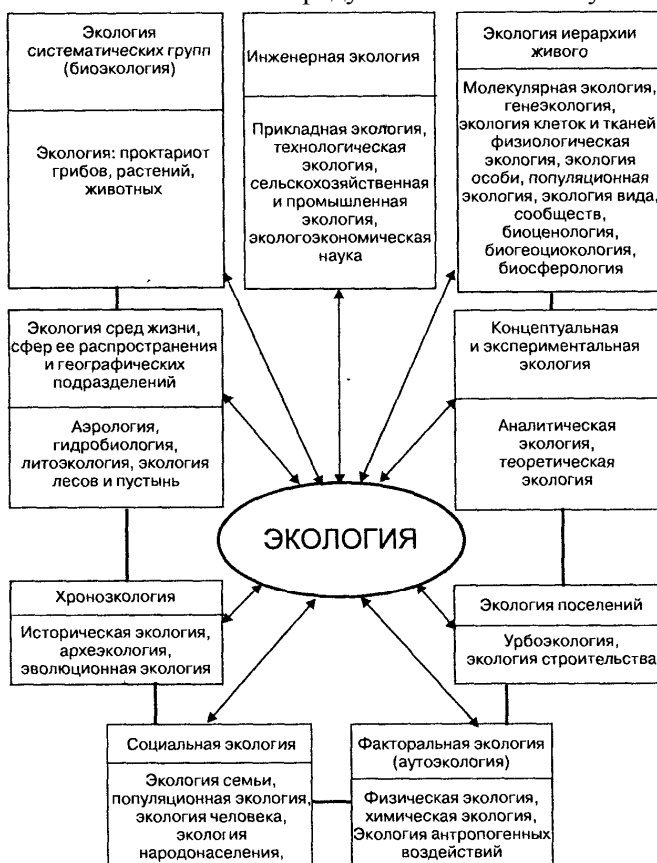 Экология
систематических групп
(биоэкология)
Экология: проктариот
грибов, растений,
животных
Инженерная экология
Прикладная экология,
технологическая
экология,
сельскохозяйственная
и промышленная
экология,
экологоэкономическая
наука
Экология иерархии
живого
Молекулярная экология,
генеэкология,
экология клеток и тканей
физиологическая
экология, экология
особи, популяционная
экология, экология вида,
сообществ,
биоценология,
биогеоциокология,
биосферология
Экология сред жизни,
сфер ее распространения
и географических
подразделений
Аэрология,
гидробиология,
литоэкология, экология
лесов и пустынь
Концептуальная
и экспериментальная
экология
Аналитическая
экология,
теоретическая
экология
ЭКОЛОГИЯ
Хроноэкология
Историческая экология,
археэкология,
эволюционная экология
Экология поселений
Урбоэкология,
экология строительства
Социальная экология
Экология семьи,
популяционная экология,
экология человека,
экология
народонаселения,
Факторальная экология
(аутоэкология)
Физическая экология,
химическая экология,
Экология антропогенных
воздействий